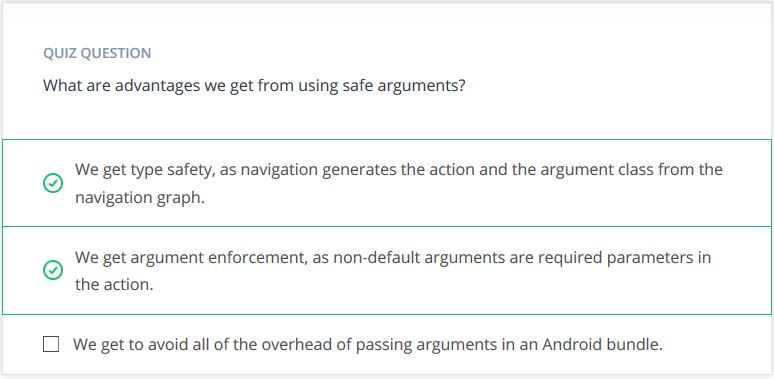 QUIZ QUESTION
What are advantages we get from using safe arguments?
We get type safety, as navigation generates the action and the argument class from the
navigation graph.
We get argument enforcement, as non-default arguments are required parameters in
the action.
We get to avoid all of the overhead of passing arguments in an Android bundle.